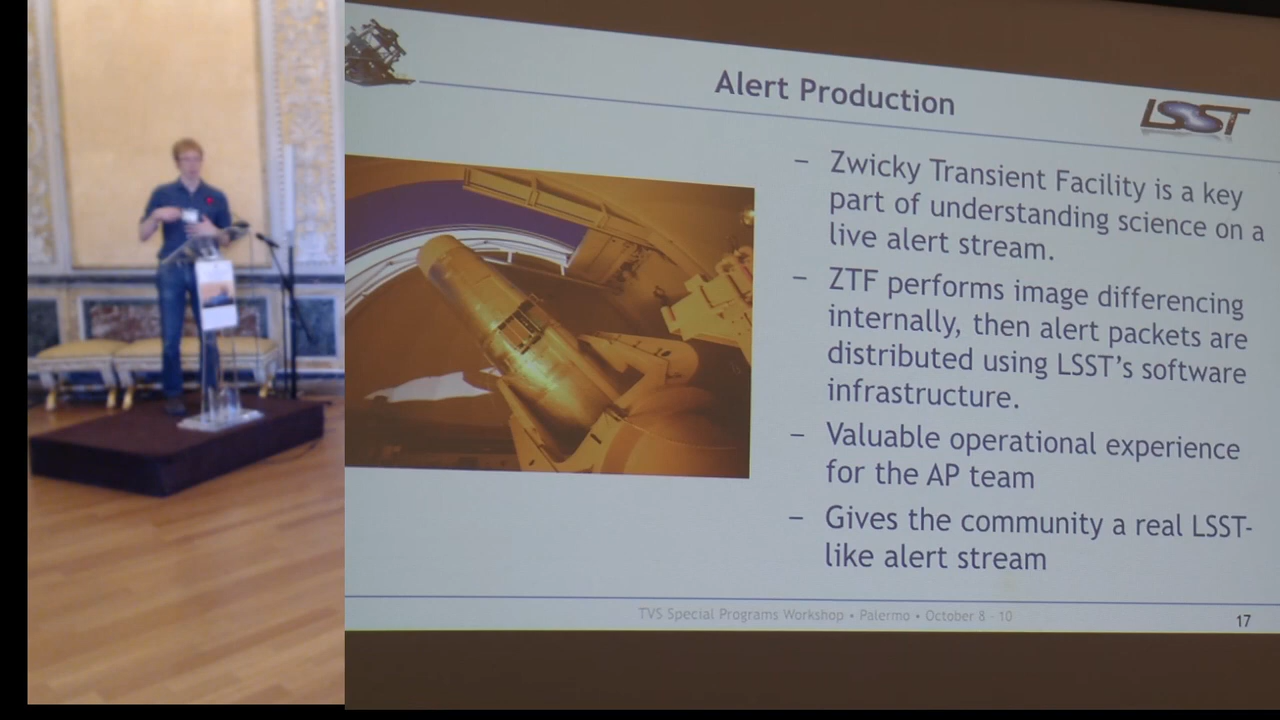 Alert Production
LSST
– Zwicky Transient Facility is a key
part of understanding science on a
live alert stream.
– ZTF performs image differencing
internally, then alert packets are
distributed using LSST's software
infrastructure.
– Valuable operational experience
for the AP team
– Gives the community a real LSST-
like alert stream
TVS Special Programs Workshop • Palermo • October 8 - 10
17